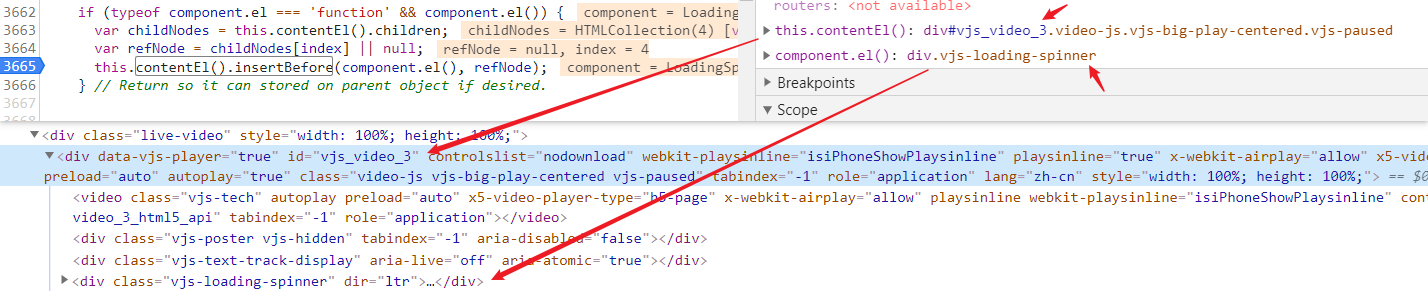 3662 if (typeof component.el === 'function' && component.el()) { component = Loading
3663 var childNodes = this.contentEl().children; childNodes = HTMLCollection(4) [v
3664 var refNode = childNodes[index] || null; refNode = null, index = 4
3665 this.contentEl().insertBefore(component.el(), refNode); component = LoadingSp
3666 } // Return so it can stored on parent object if desired.
3667
3668
routers: <not available>
this.contentEl(): div#vjs_video_3.video-js.vjs-big-play-centered.vjs-paused
component.el(): div.vjs-loading-spinner
Breakpoints
Scope
<div class="live-video" style="width: 100%; height: 100%;">
<div data-vjs-player="true" id="vjs_video_3" controlslist="nodownload" webkit-playsinline="isiPhoneShowPlaysinline" playsinline="true" x-webkit-airplay="allow" x5-vide
preload="auto" autoplay="true" class="video-js vjs-big-play-centered vjs-paused" tabindex="-1" role="application" lang="zh-cn" style="width: 100%; height: 100%;"> == $0
<video class="vjs-tech" autoplay preload="auto" x5-video-player-type="h5-page" x-webkit-airplay="allow" playsinline webkit-playsinline="isiPhoneShowPlaysinline" cont
video_3_html5_api" tabindex="-1" role="application"></video>
<div class="vjs-poster vjs-hidden" tabindex="-1" aria-disabled="false"></div>
<div class="vjs-text-track-display" aria-live="off" aria-atomic="true"></div>
<div class="vjs-loading-spinner" dir="ltr">…</div>